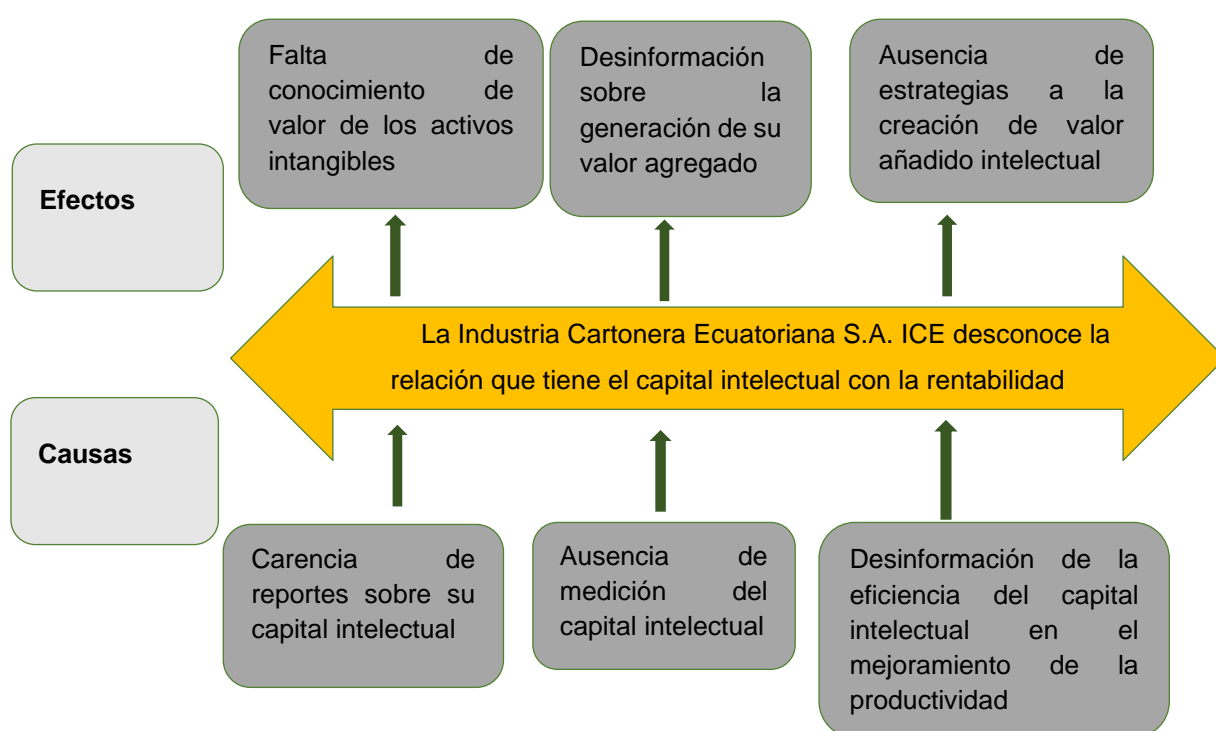 Falta de
conocimiento de
valor de los activos
intangibles
Desinformación
sobre la
generación de su
valor agregado
Ausencia de
estrategias a la
creación de valor
añadido intelectual
Efectos
La Industria Cartonera Ecuatoriana S.A. ICE desconoce la
relación que tiene el capital intelectual con la rentabilidad
Causas
Carencia de
reportes sobre su
capital intelectual
Ausencia de
medición del
capital intelectual
Desinformación de la
eficiencia del capital
intelectual en el
mejoramiento de la
productividad